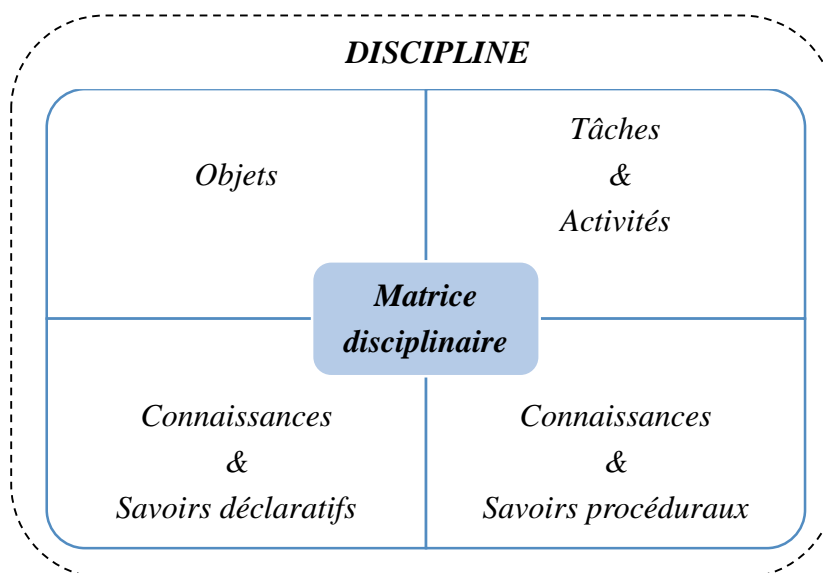 DISCIPLINE
Objets
Tâches
&
Activités
Matrice
disciplinaire
Connaissances
&
Savoirs déclaratifs
Connaissances
&
Savoirs procéduraux